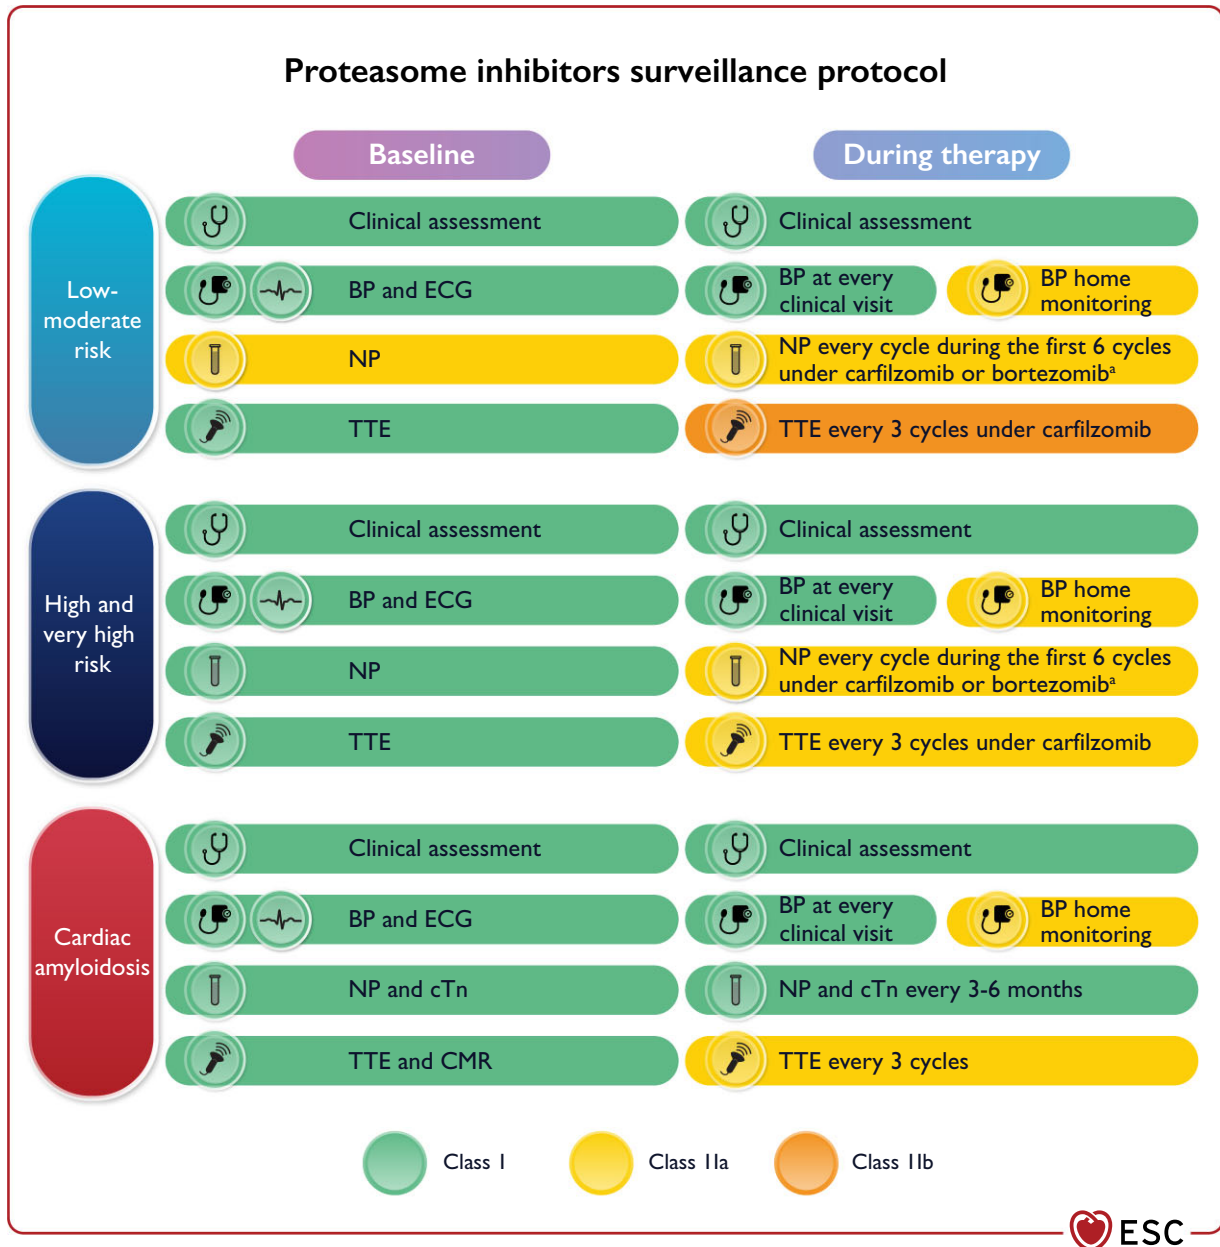 Proteasome inhibitors surveillance protocol
Baseline
During therapy
Low-
moderate
risk
Clinical assessment
Clinical assessment
BP and ECG
BP at every
clinical visit
BP home
monitoring
NP
NP every cycle during the first 6 cycles
under carfilzomib or bortezomibᵃ
TTE
TTE every 3 cycles under carfilzomib
High and
very high
risk
Clinical assessment
Clinical assessment
BP and ECG
BP at every
clinical visit
BP home
monitoring
NP
NP every cycle during the first 6 cycles
under carfilzomib or bortezomibᵃ
TTE
TTE every 3 cycles under carfilzomib
Cardiac
amyloidosis
Clinical assessment
Clinical assessment
BP and ECG
BP at every
clinical visit
BP home
monitoring
NP and cTn
NP and cTn every 3-6 months
TTE and CMR
TTE every 3 cycles
Class I
Class IIa
Class IIb
ESC